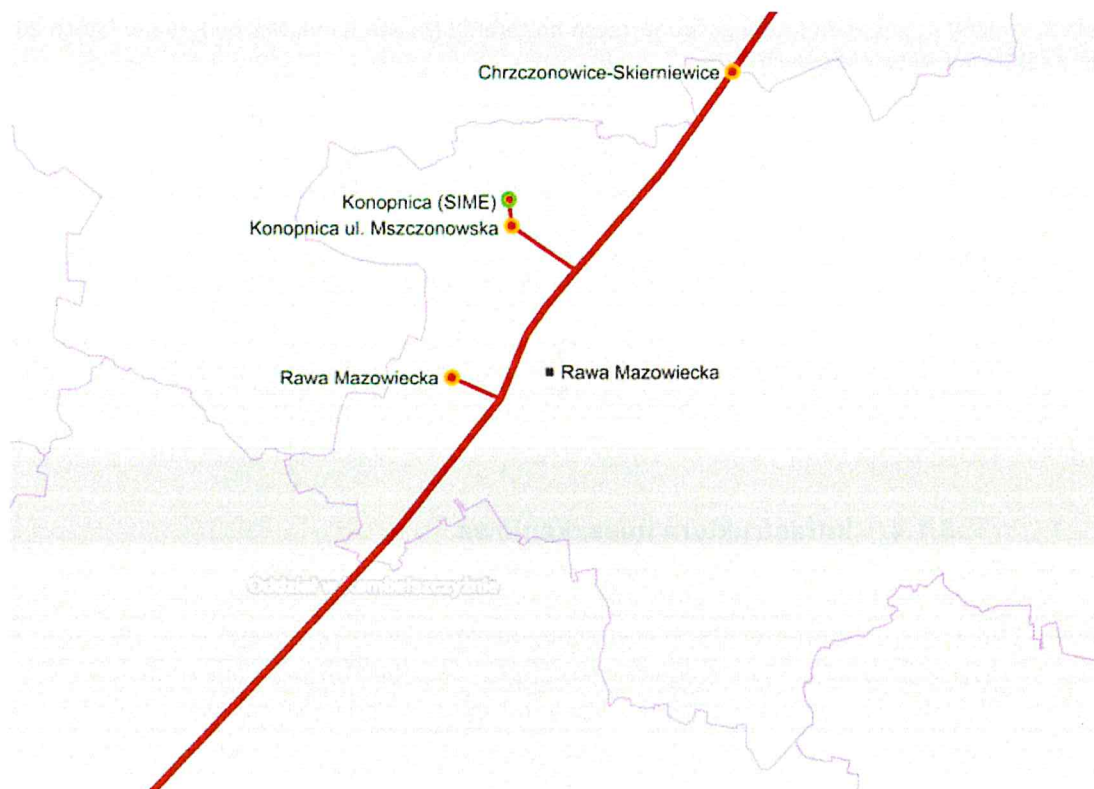 Chrzczonowice-Skierniewice
Konopnica (SIME)
Konopnica ul. Mszczonowska
Rawa Mazowiecka
Rawa Mazowiecka